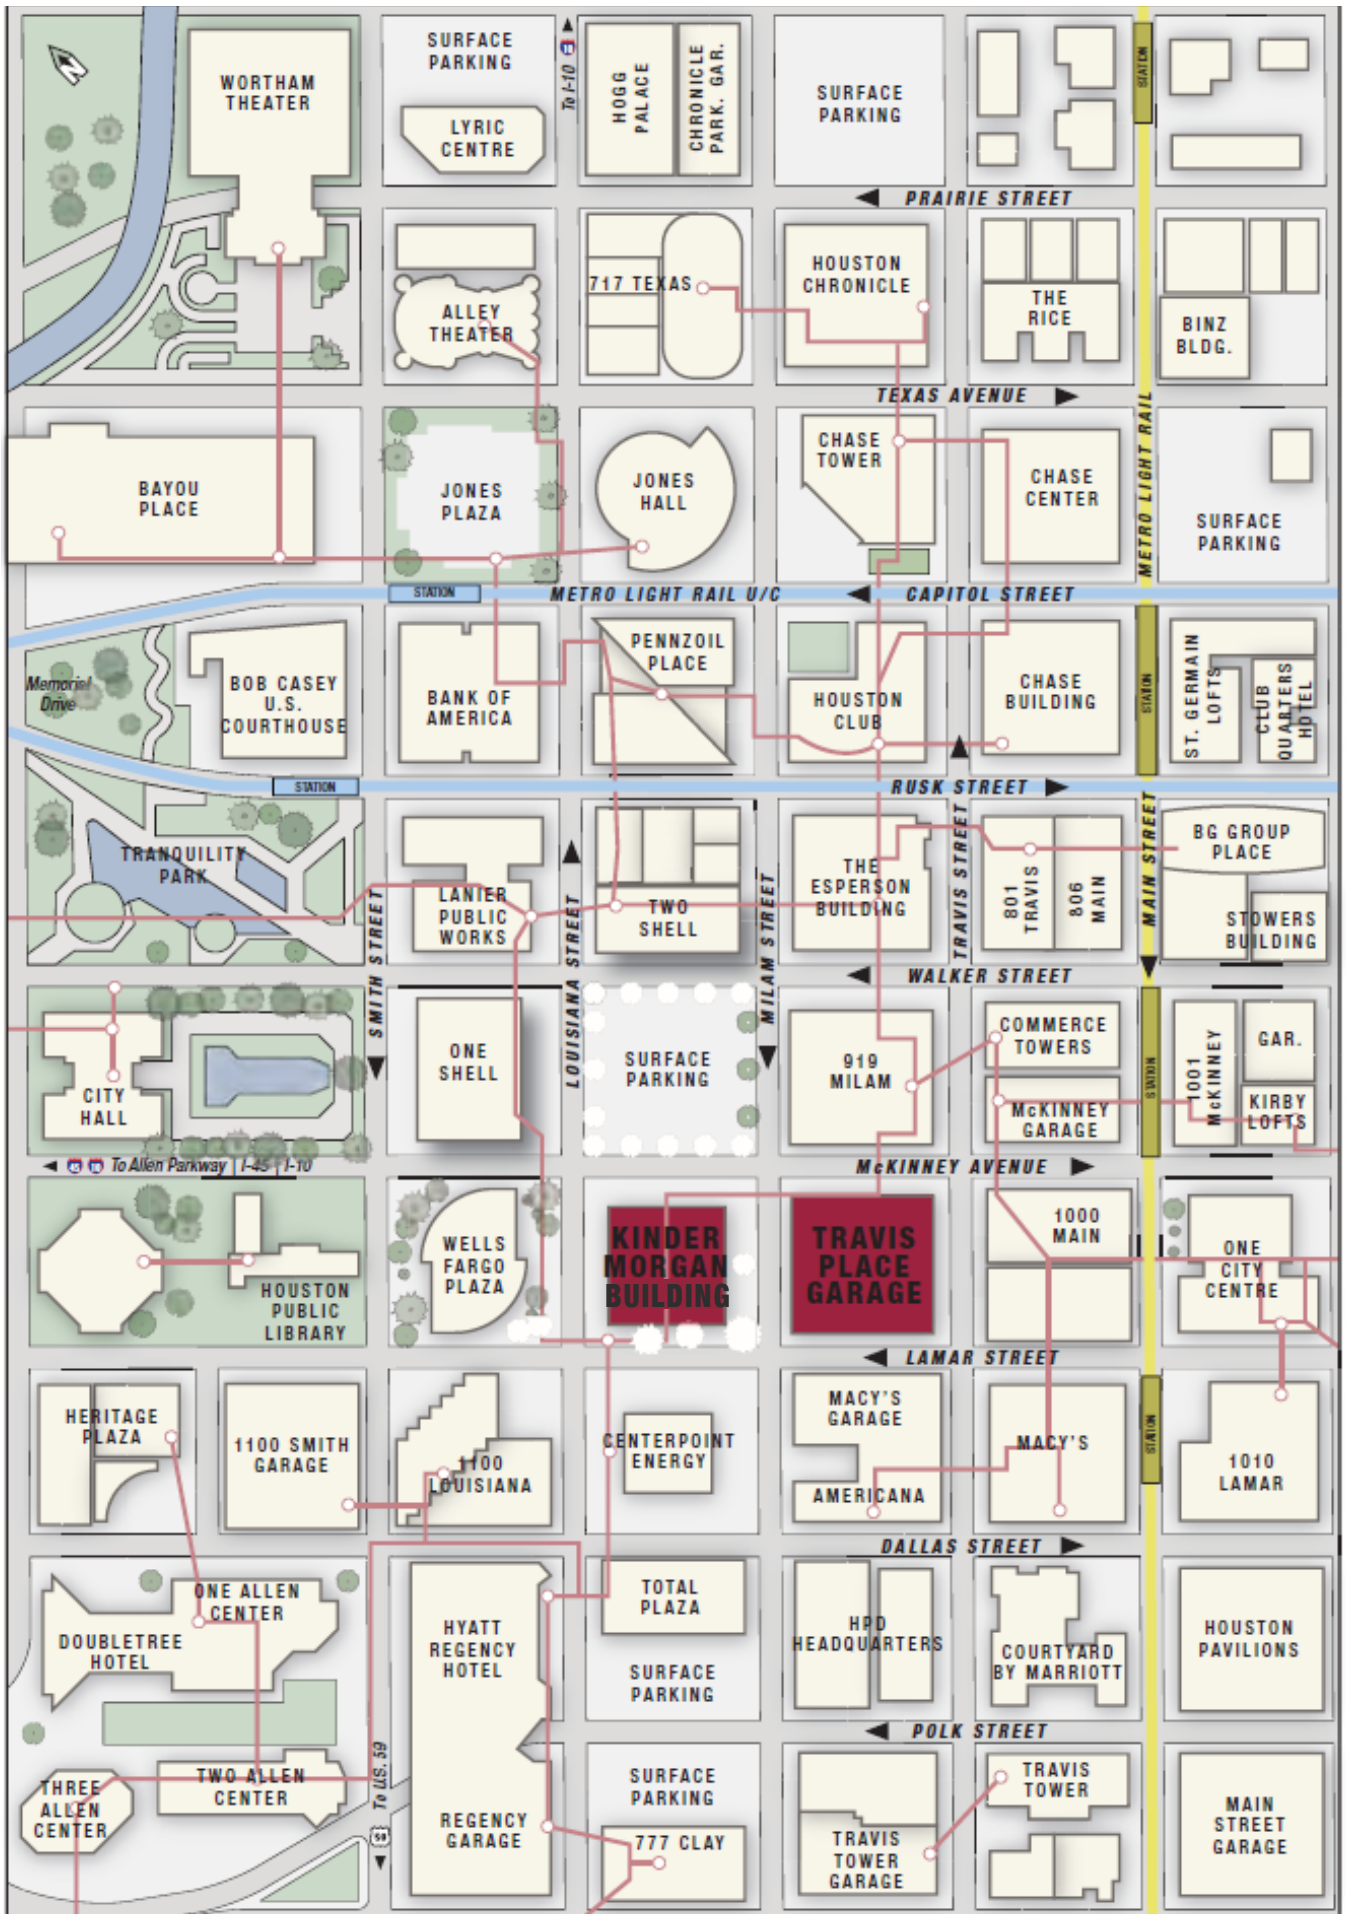 N
WORTHAM
THEATER
SURFACE
PARKING
LYRIC
CENTRE
To I-10
HOGG
PALACE
CHRONICLE
PARK. GAR.
SURFACE
PARKING
STATION
PRAIRIE STREET
ALLEY
THEATER
717 TEXAS
HOUSTON
CHRONICLE
THE
RICE
BINZ
BLDG.
TEXAS AVENUE
BAYOU
PLACE
JONES
PLAZA
JONES
HALL
CHASE
TOWER
CHASE
CENTER
METRO LIGHT RAIL
SURFACE
PARKING
STATION
METRO LIGHT RAIL U/C
CAPITOL STREET
Memorial
Drive
BOB CASEY
U.S.
COURTHOUSE
BANK OF
AMERICA
PENNZOIL
PLACE
HOUSTON
CLUB
CHASE
BUILDING
STATION
ST. GERMAIN
LOFTS
CLUB
QUARTERS
HOTEL
STATION
RUSK STREET
TRANQUILITY
PARK
SMITH STREET
LANIER
PUBLIC
WORKS
LOUISIANA STREET
TWO
SHELL
MILAM STREET
THE
ESPERSON
BUILDING
TRAVIS STREET
801
TRAVIS
806
MAIN
MAIN STREET
BG GROUP
PLACE
STOWERS
BUILDING
WALKER STREET
CITY
HALL
ONE
SHELL
SURFACE
PARKING
919
MILAM
COMMERCE
TOWERS
McKINNEY
GARAGE
STATION
1001
McKINNEY
GAR.
KIRBY
LOFTS
To Allen Parkway | I-45 | I-10
McKINNEY AVENUE
HOUSTON
PUBLIC
LIBRARY
WELLS
FARGO
PLAZA
KINDER
MORGAN
BUILDING
TRAVIS
PLACE
GARAGE
1000
MAIN
ONE
CITY
CENTRE
LAMAR STREET
HERITAGE
PLAZA
1100 SMITH
GARAGE
1100
LOUISIANA
CENTERPOINT
ENERGY
MACY'S
GARAGE
AMERICANA
MACY'S
STATION
1010
LAMAR
DALLAS STREET
ONE ALLEN
CENTER
DOUBLETREE
HOTEL
HYATT
REGENCY
HOTEL
TOTAL
PLAZA
SURFACE
PARKING
HPD
HEADQUARTERS
COURTYARD
BY MARRIOTT
HOUSTON
PAVILIONS
POLK STREET
THREE
ALLEN
CENTER
TWO ALLEN
CENTER
To U.S. 59
59
REGENCY
GARAGE
SURFACE
PARKING
777 CLAY
TRAVIS
TOWER
GARAGE
TRAVIS
TOWER
MAIN
STREET
GARAGE